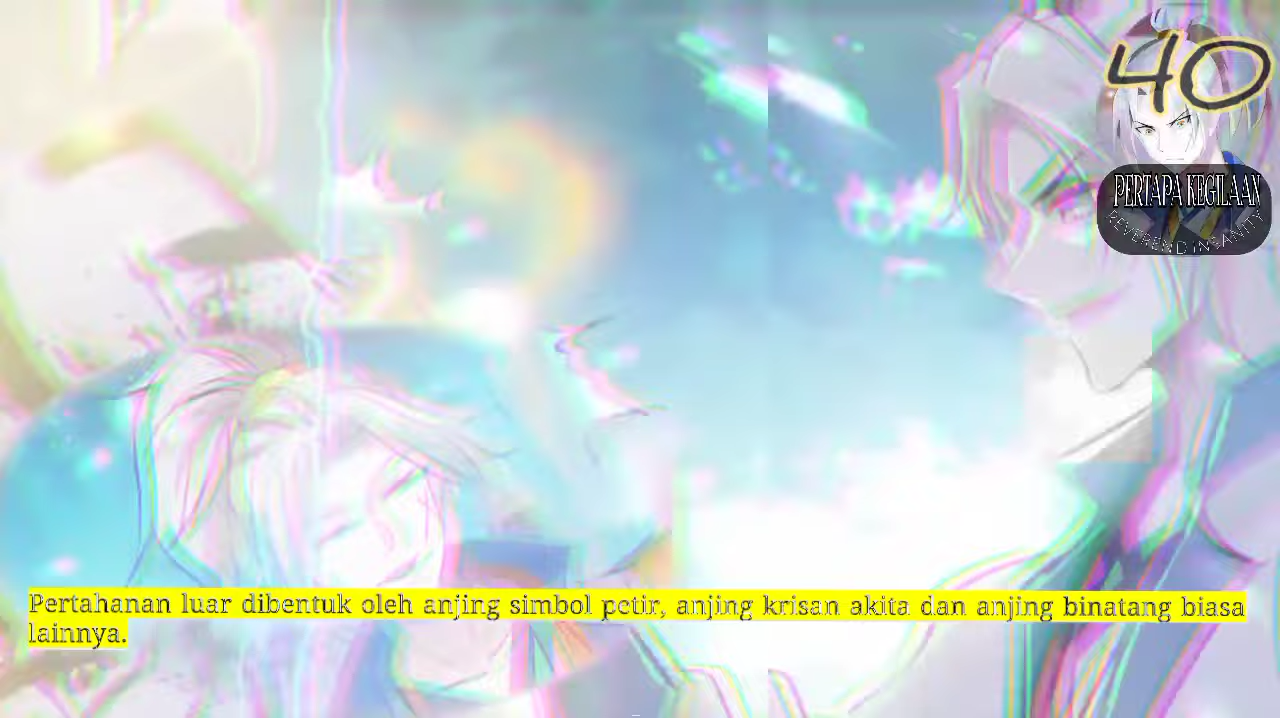 40
PERTAPA KEGILAAN
REVEREND INSANITY
Pertahanan luar dibentuk oleh anjing simbol petir, anjing krisan akita dan anjing binatang biasa
lainnya.